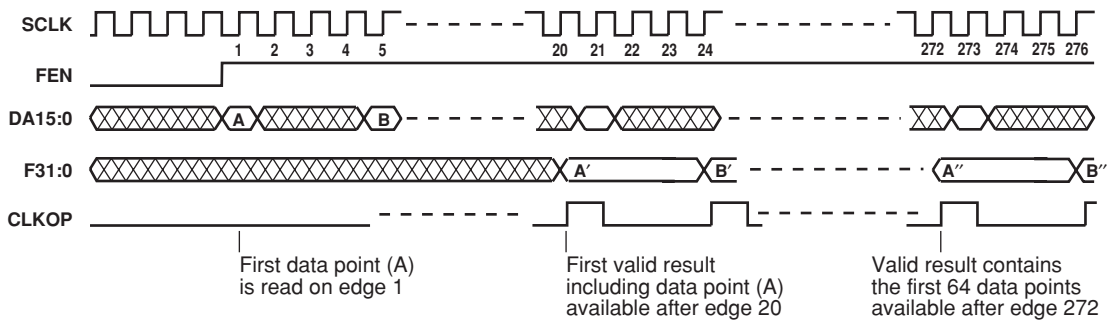 SCLK
1 2 3 4 5 20 21 22 23 24 272 273 274 275 276
FEN
DA15:0 A B
F31:0 A′ B′ A″ B″
CLKOP
First data point (A)
is read on edge 1
First valid result
including data point (A)
available after edge 20
Valid result contains
the first 64 data points
available after edge 272